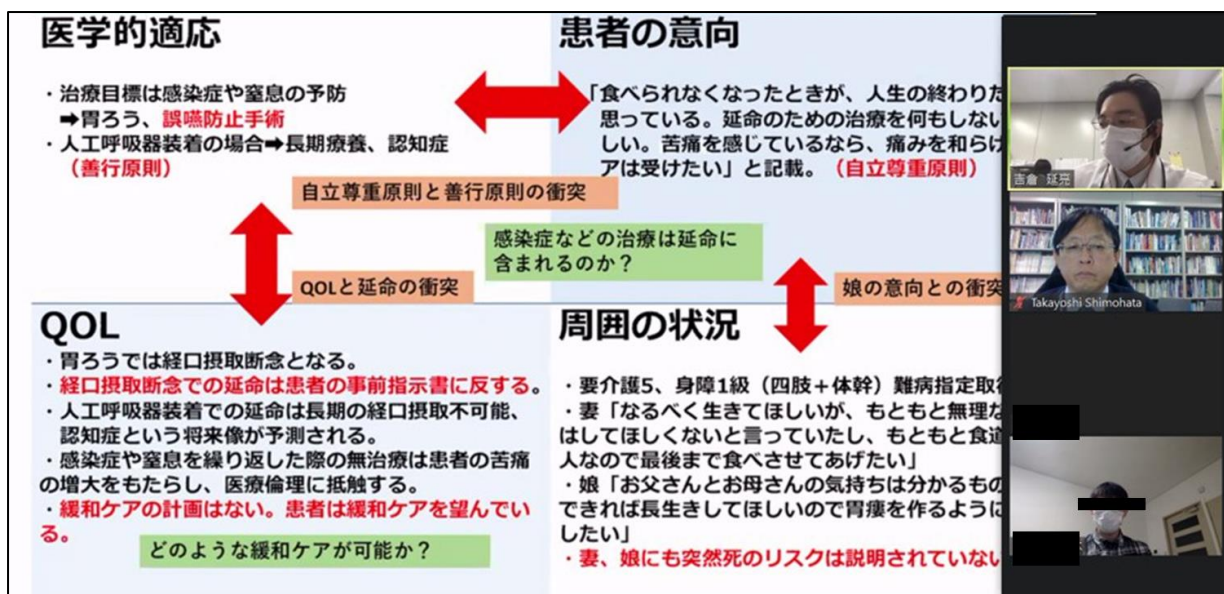 医学的適応
・治療目標は感染症や窒息の予防
➡胃ろう、誤嚥防止手術
・人工呼吸器装着の場合➡長期療養、認知症
(善行原則)
患者の意向
「食べられなくなったときが、人生の終わりだ
思っている。延命のための治療を何もしない
しい。苦痛を感じているなら、痛みを和らけ
アは受けたい」と記載。(自立尊重原則)
自立尊重原則と善行原則の衝突
感染症などの治療は延命に
含まれるのか？
QOLと延命の衝突
娘の意向との衝突
QOL
・胃ろうでは経口摂取断念となる。
・経口摂取断念での延命は患者の事前指示書に反する。
・人工呼吸器装着での延命は長期の経口摂取不可能、
認知症という将来像が予測される。
・感染症や窒息を繰り返した際の無治療は患者の苦痛
の増大をもたらし、医療倫理に抵触する。
・緩和ケアの計画はない。患者は緩和ケアを望んでい
る。
どのような緩和ケアが可能か？
周囲の状況
・要介護5、身障1級（四肢＋体幹）難病指定取
・妻「なるべく生きてほしいが、もともと無理な
はしてほしくないと言っていたし、もともと食道
人なので最後まで食べさせてあげたい」
・娘「お父さんとお母さんの気持ちは分かるもの
できれば長生きしてほしいので胃瘻を作るように
したい」
・妻、娘にも突然死のリスクは説明されていない
吉倉 延亮
Takayoshi Shimohata